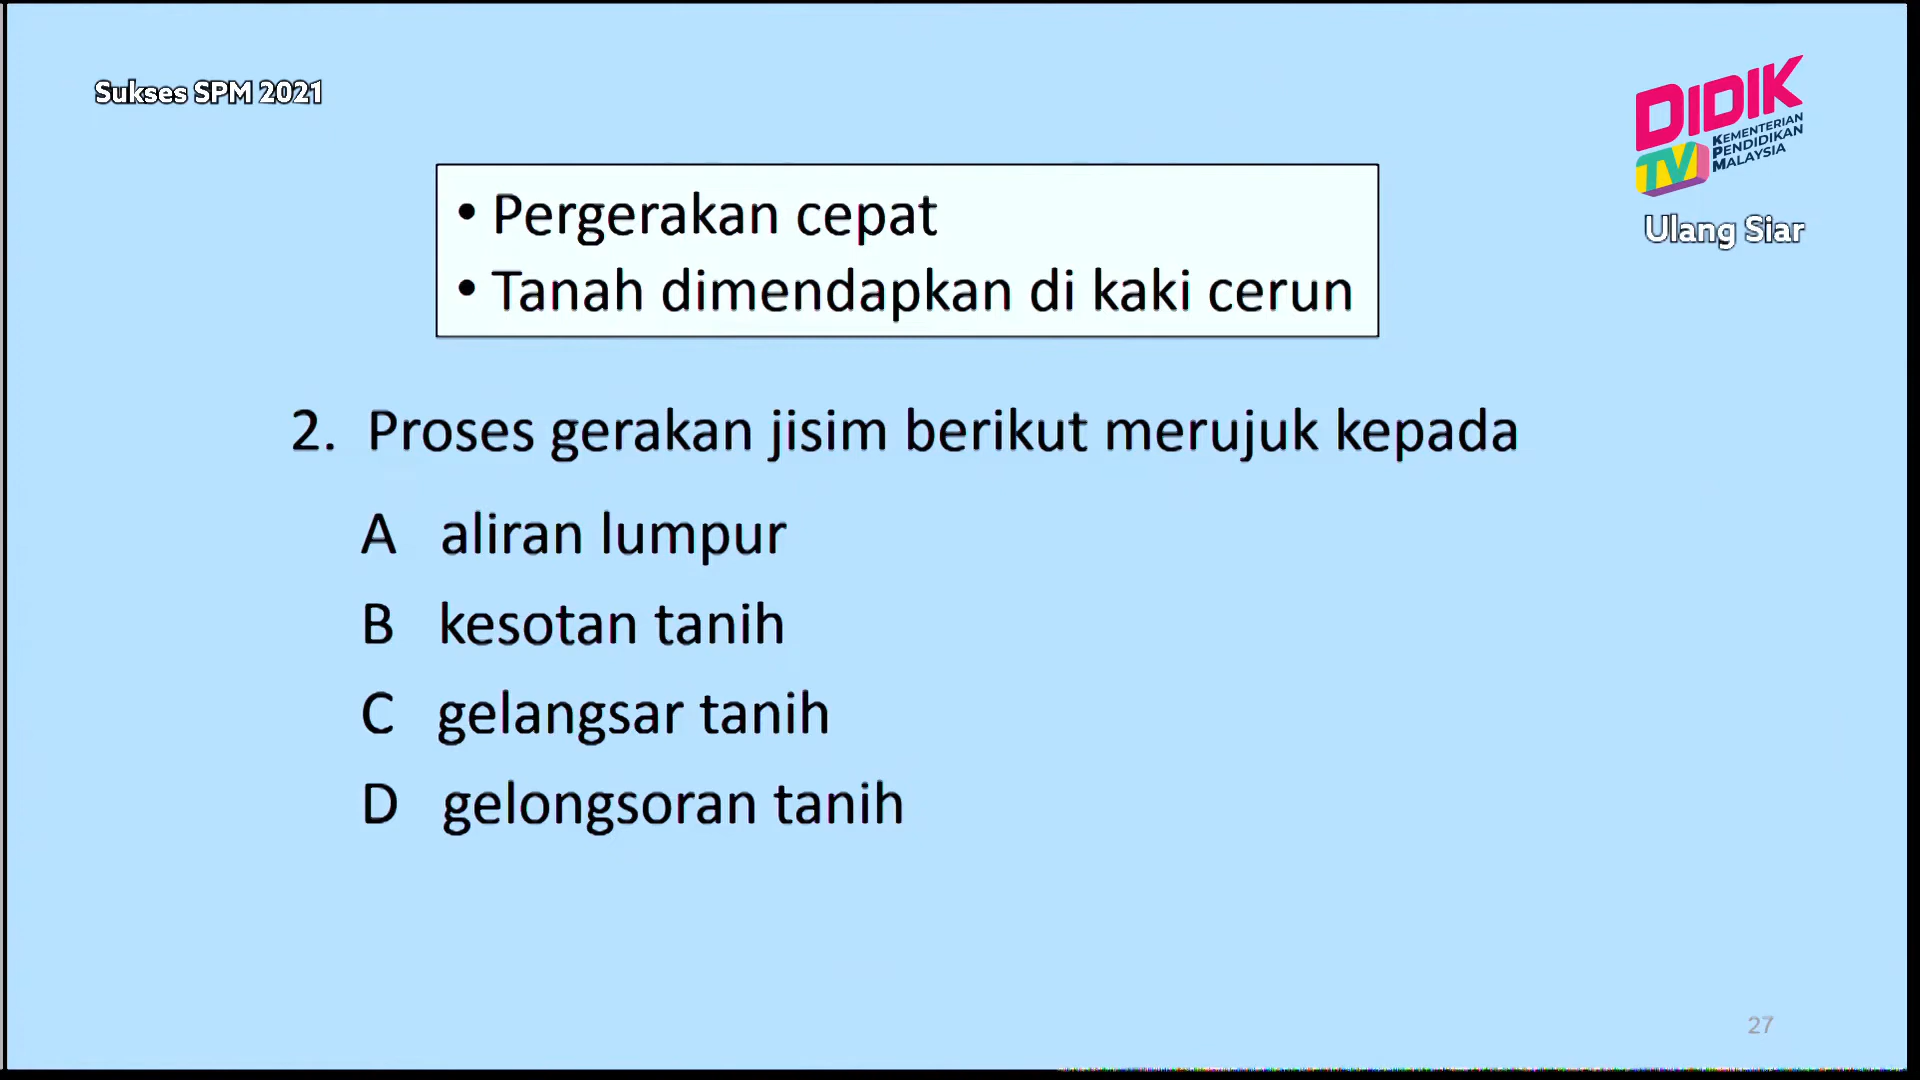 Sukses SPM 2021
DIDIK
TV
KEMENTERIAN
PENDIDIKAN
MALAYSIA
Ulang Siar
• Pergerakan cepat
• Tanah dimendapkan di kaki cerun
2. Proses gerakan jisim berikut merujuk kepada
A aliran lumpur
B kesotan tanih
C gelangsar tanih
D gelongsoran tanih
27